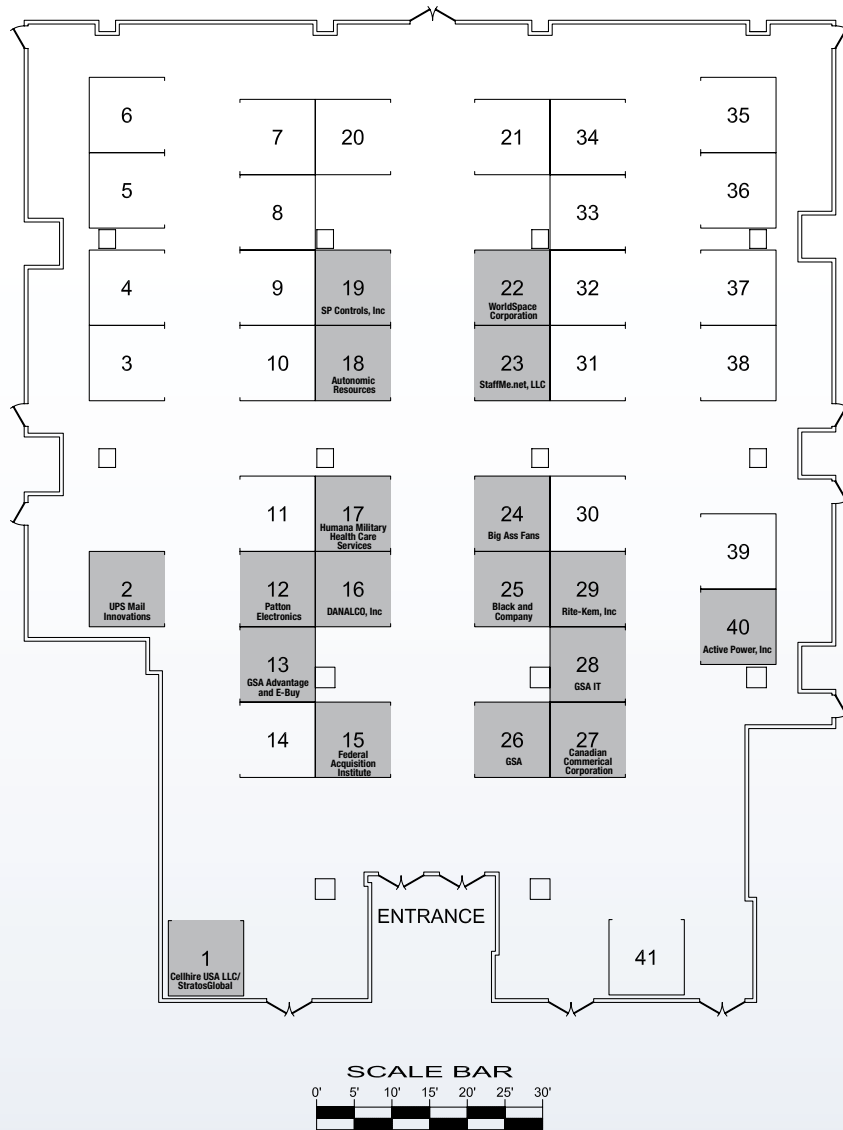 6
35
7
20
21
34
5
36
8
33
4
9
19
SP Controls, Inc
22
WorldSpace
Corporation
32
37
3
10
18
Autonomic
Resources
23
StaffMe.net, LLC
31
38
11
17
Humana Military
Health Care
Services
24
Big Ass Fans
30
39
2
UPS Mail
Innovations
12
Patton
Electronics
16
DANALCO, Inc
25
Black and
Company
29
Rite-Kem, Inc
40
Active Power, Inc
13
GSA Advantage
and E-Buy
28
GSA IT
14
15
Federal
Acquisition
Institute
26
GSA
27
Canadian
Commerical
Corporation
ENTRANCE
1
Cellhire USA LLC/
StratosGlobal
41
SCALE BAR
0' 5' 10' 15' 20' 25' 30'